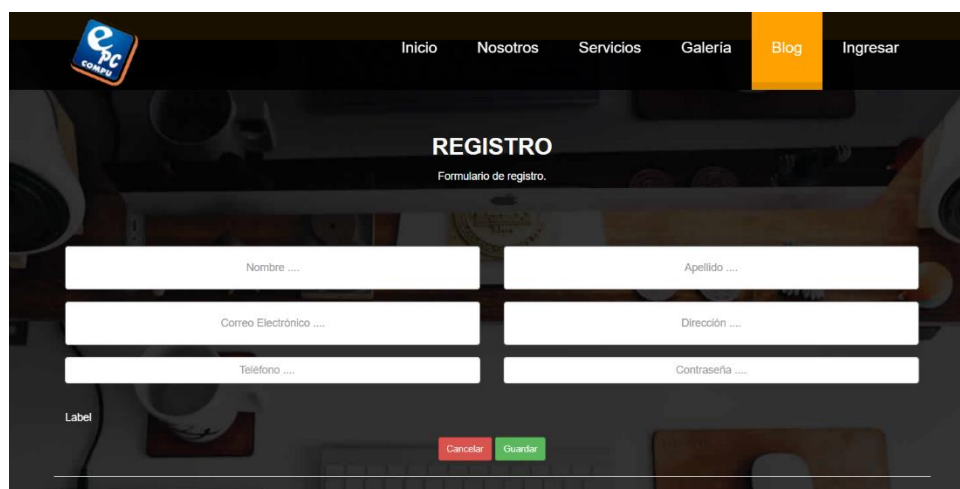 e
PC
COMPU
Inicio Nosotros Servicios Galería Blog Ingresar
REGISTRO
Formulario de registro.
Nombre .... Apellido ....
Correo Electrónico .... Dirección ....
Teléfono .... Contraseña ....
Label
Cancelar Guardar